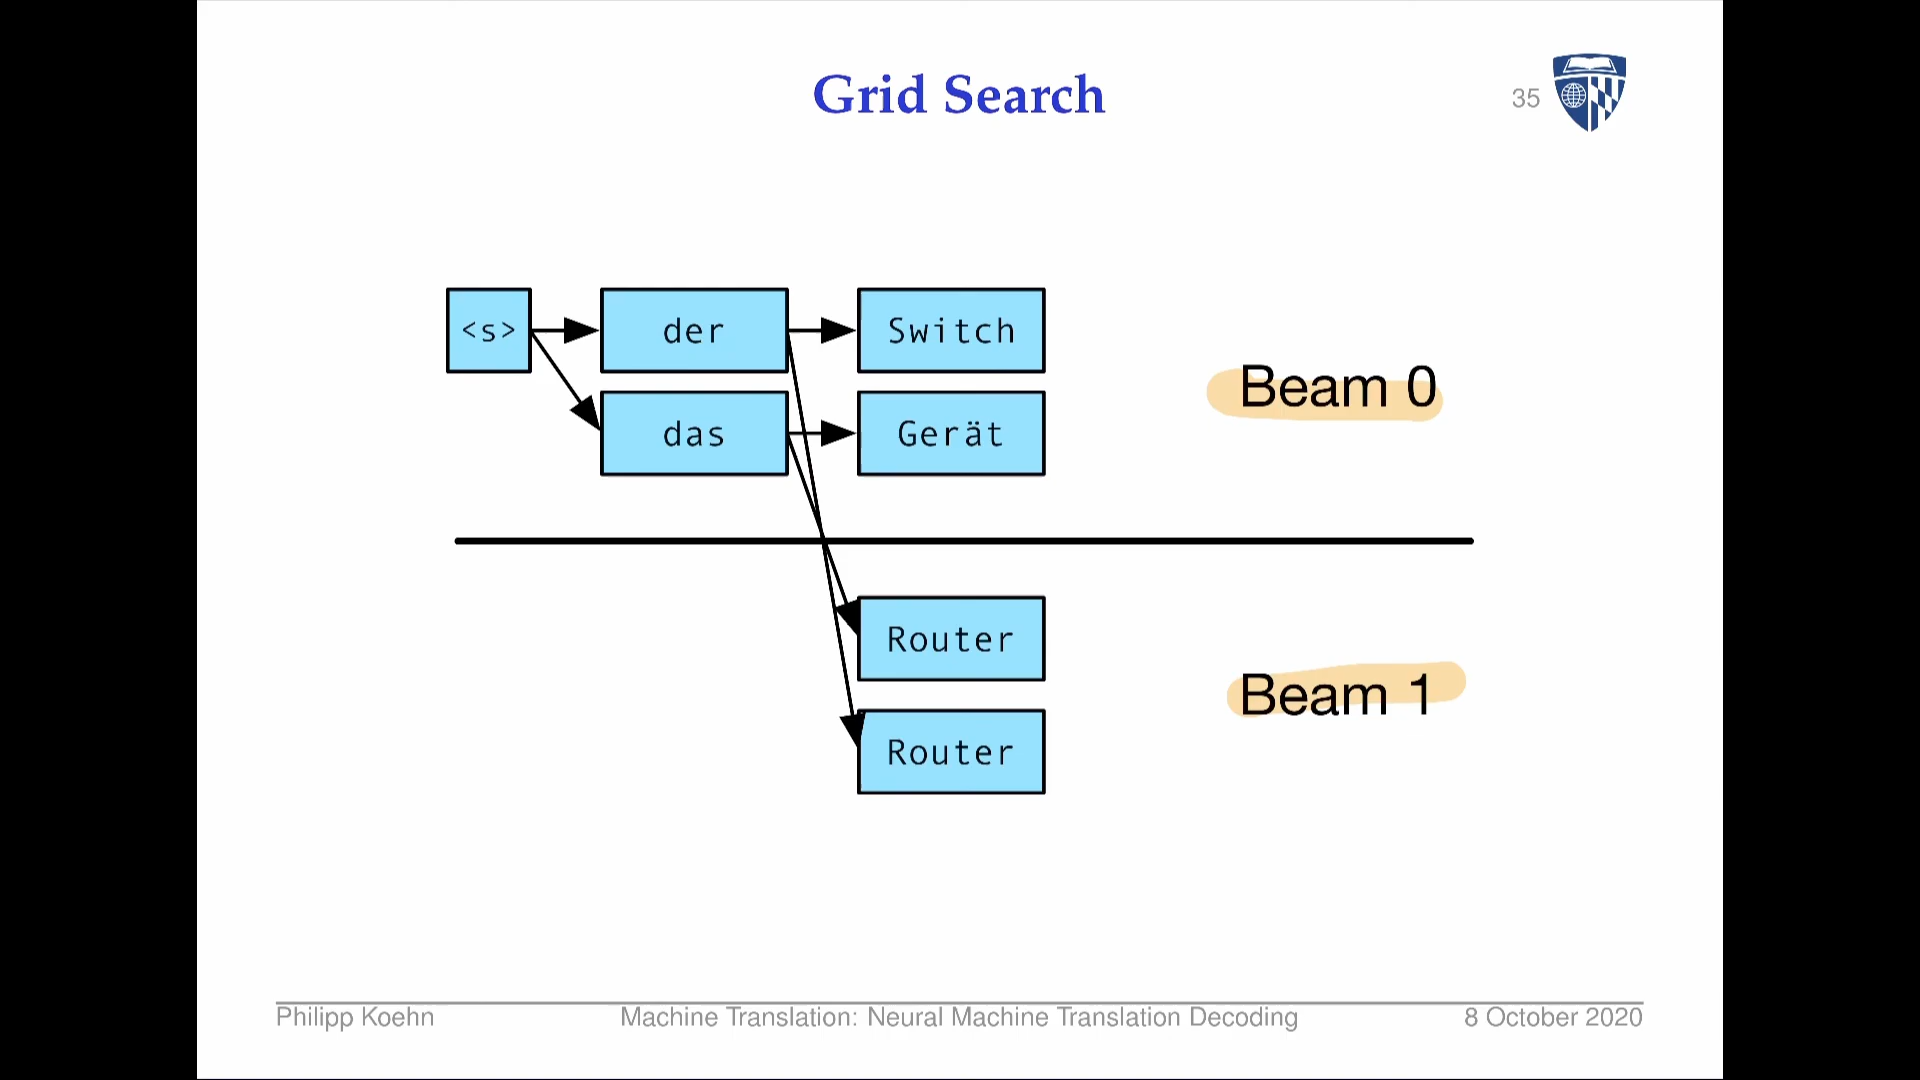 Grid Search
35
<s> der Switch
das Gerät
Beam 0
Router
Beam 1
Router
Philipp Koehn Machine Translation: Neural Machine Translation Decoding 8 October 2020